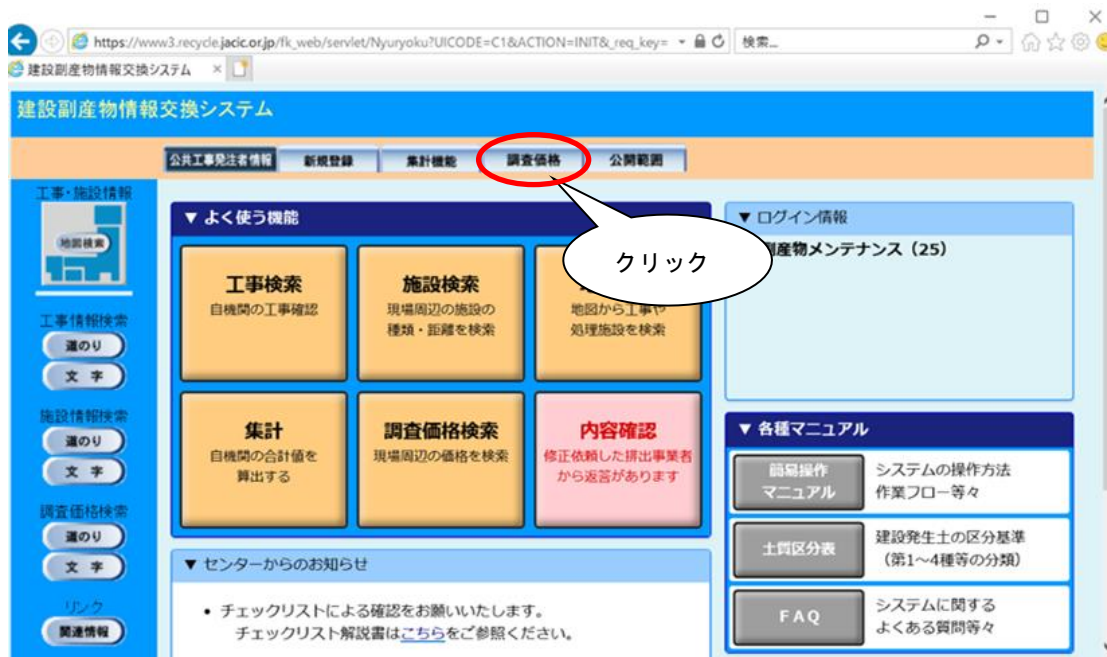 https://www3.recycle.jacic.or.jp/fk_web/servlet/Nyuryoku?UICODE=C1&ACTION=INIT&_req_key=
検索...
建設副産物情報交換システム
建設副産物情報交換システム
公共工事発注者情報
新規登録
集計機能
調査価格
公開範囲
クリック
工事・施設情報
地図検索
工事情報検索
道のり
文 字
施設情報検索
道のり
文 字
調査価格検索
道のり
文 字
リンク
関連情報
▼ よく使う機能
工事検索
自機関の工事確認
施設検索
現場周辺の施設の
種類・距離を検索
地図から工事や
処理施設を検索
集計
自機関の合計値を
算出する
調査価格検索
現場周辺の価格を検索
内容確認
修正依頼した排出事業者
から返答があります
▼ センターからのお知らせ
• チェックリストによる確認をお願いいたします。
チェックリスト解説書はこちらをご参照ください。
▼ ログイン情報
副産物メンテナンス（25）
▼ 各種マニュアル
簡易操作
マニュアル
システムの操作方法
作業フロー等々
土質区分表
建設発生土の区分基準
（第1～4種等の分類）
FAQ
システムに関する
よくある質問等々